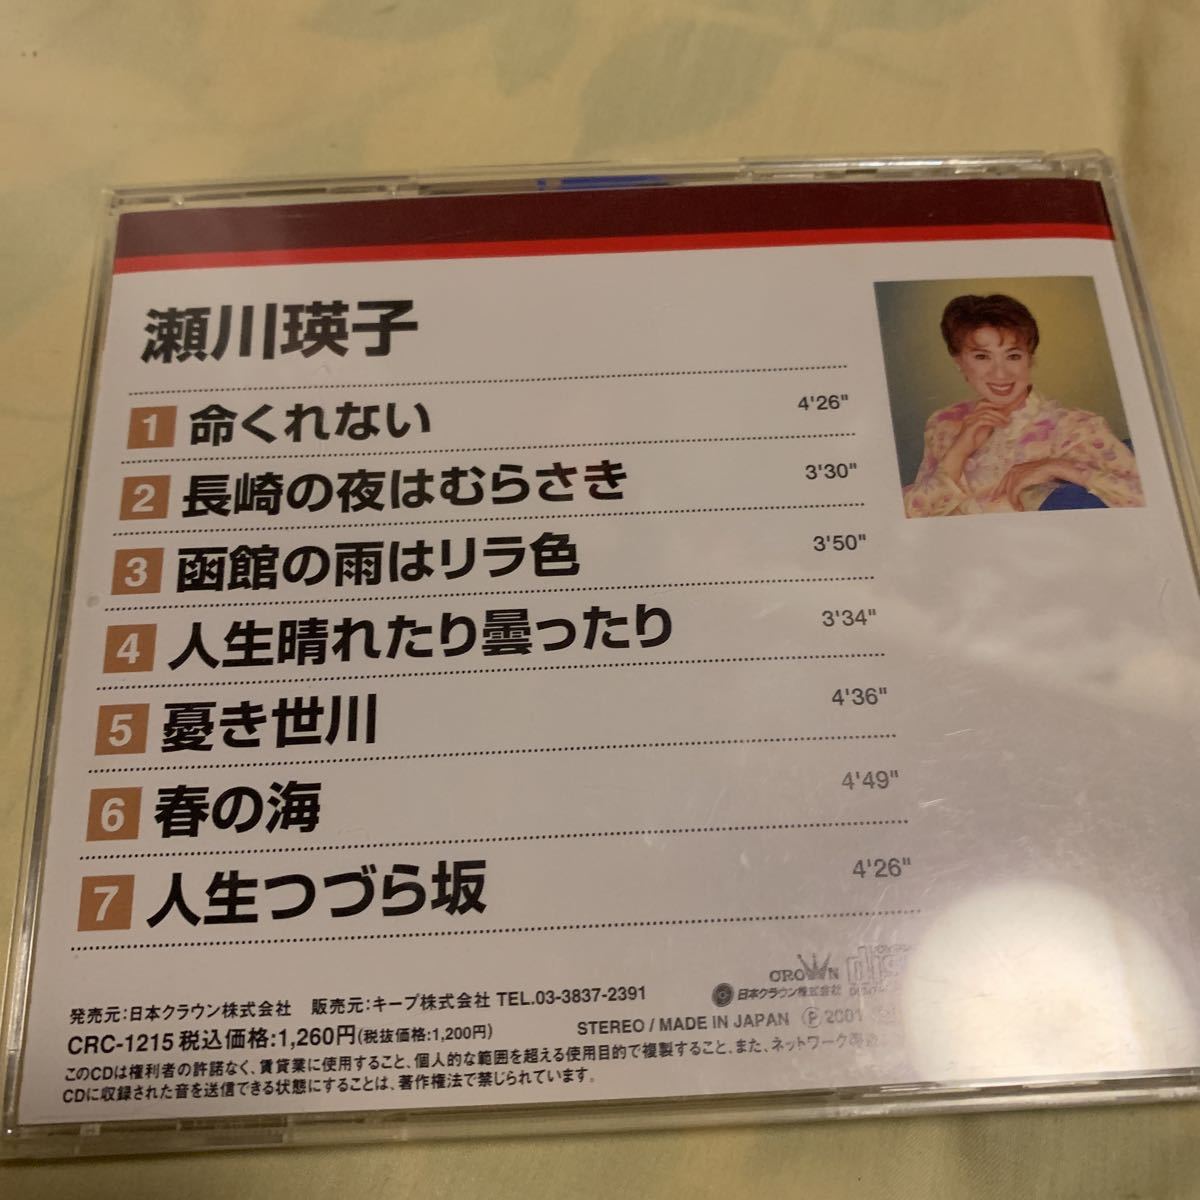 瀬川瑛子
1 命くれない 4'26"
2 長崎の夜はむらさき 3'30"
3 函館の雨はリラ色 3'50"
4 人生晴れたり曇ったり 3'34"
5 憂き世川 4'36"
6 春の海 4'49"
7 人生つづら坂 4'26"
CROWN
日本クラウン株式会社
発売元:日本クラウン株式会社 販売元:キープ株式会社 TEL.03-3837-2391
CRC-1215 税込価格:1,260円(税抜価格:1,200円)
STEREO / MADE IN JAPAN Ⓟ2001
このCDは権利者の許諾なく、賃貸業に使用すること、個人的な範囲を超える使用目的で複製すること、また、ネットワーク等
CDに収録された音を送信できる状態にすることは、著作権法で禁じられています。